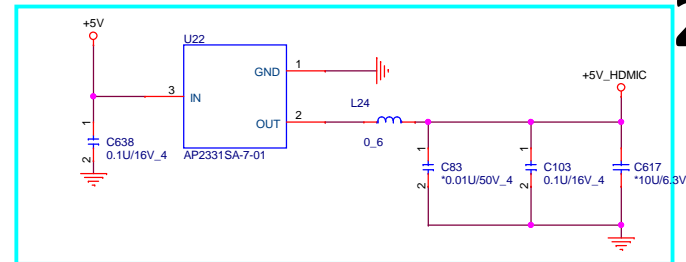 +5V
U22
GND
1
3
IN
OUT
2
L24
0_6
AP2331SA-7-01
1
2
C638
0.1U/16V_4
+5V_HDMIC
1
2
C83
*0.01U/50V_4
1
2
C103
0.1U/16V_4
C617
*10U/6.3V